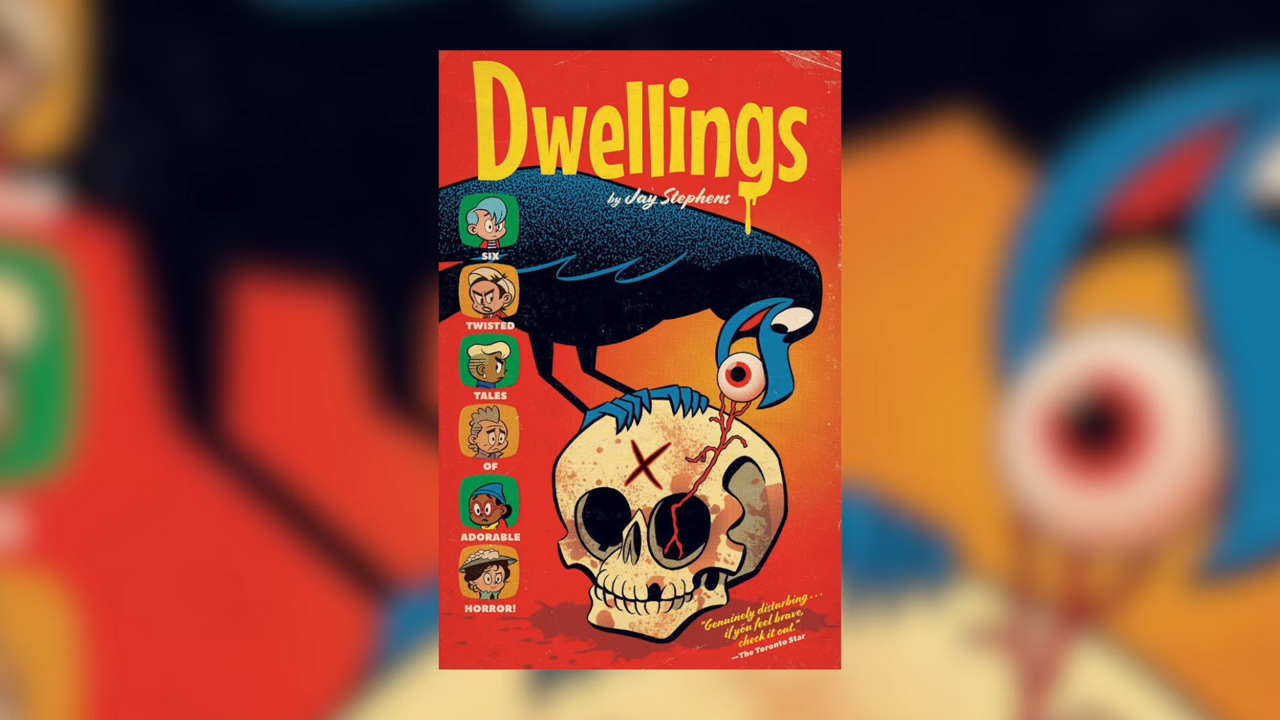 Dwellings
by Jay Stephens
SIX
TWISTED
TALES
OF
ADORABLE
HORROR!
"Genuinely disturbing...
if you feel brave,
check it out."
—The Toronto Star